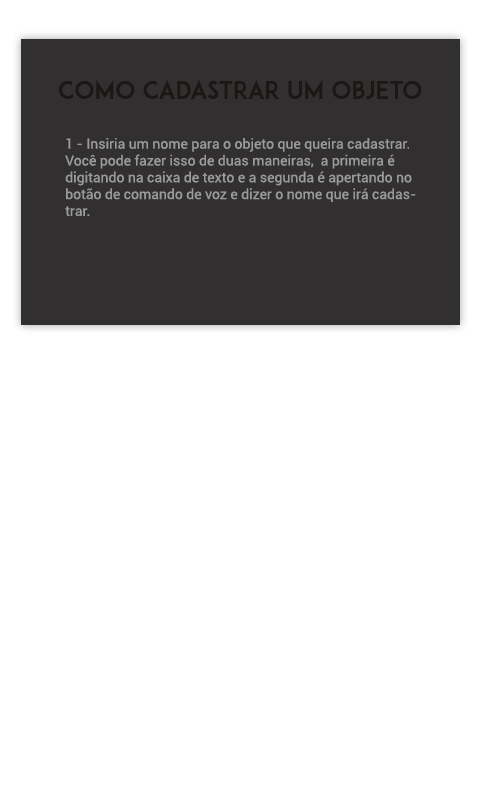 COMO CADASTRAR UM OBJETO
1 - Insiria um nome para o objeto que queira cadastrar.
Você pode fazer isso de duas maneiras,  a primeira é
digitando na caixa de texto e a segunda é apertando no
botão de comando de voz e dizer o nome que irá cadas-
trar.